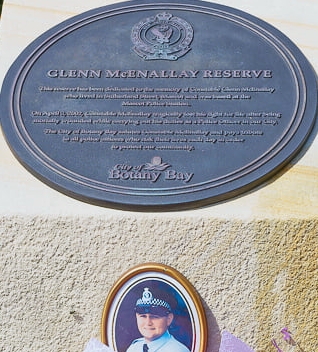 GLENN McENALLAY RESERVE
This reserve has been dedicated to the memory of Constable Glenn McEnallay
who lived in Sutherland Street, Mascot and was based at the
Mascot Police Station.
On April 3, 2002, Constable McEnallay tragically lost his fight for life after being
mortally wounded while carrying out his duties as a Police Officer in our City.
The City of Botany Bay salutes Constable McEnallay and pays tribute
to all police officers who risk their lives each day in order
to protect our community.
City of
Botany Bay